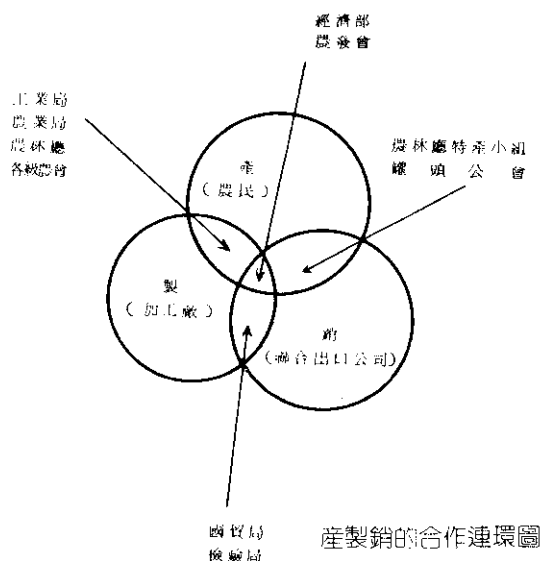 經濟部
農發會
工業局
農業局
農林廳
各級農會
農林廳特產小組
罐頭公會
產
(農民)
製
(加工廠)
銷
(聯合出口公司)
國貿局
檢驗局
產製銷的合作連環圖